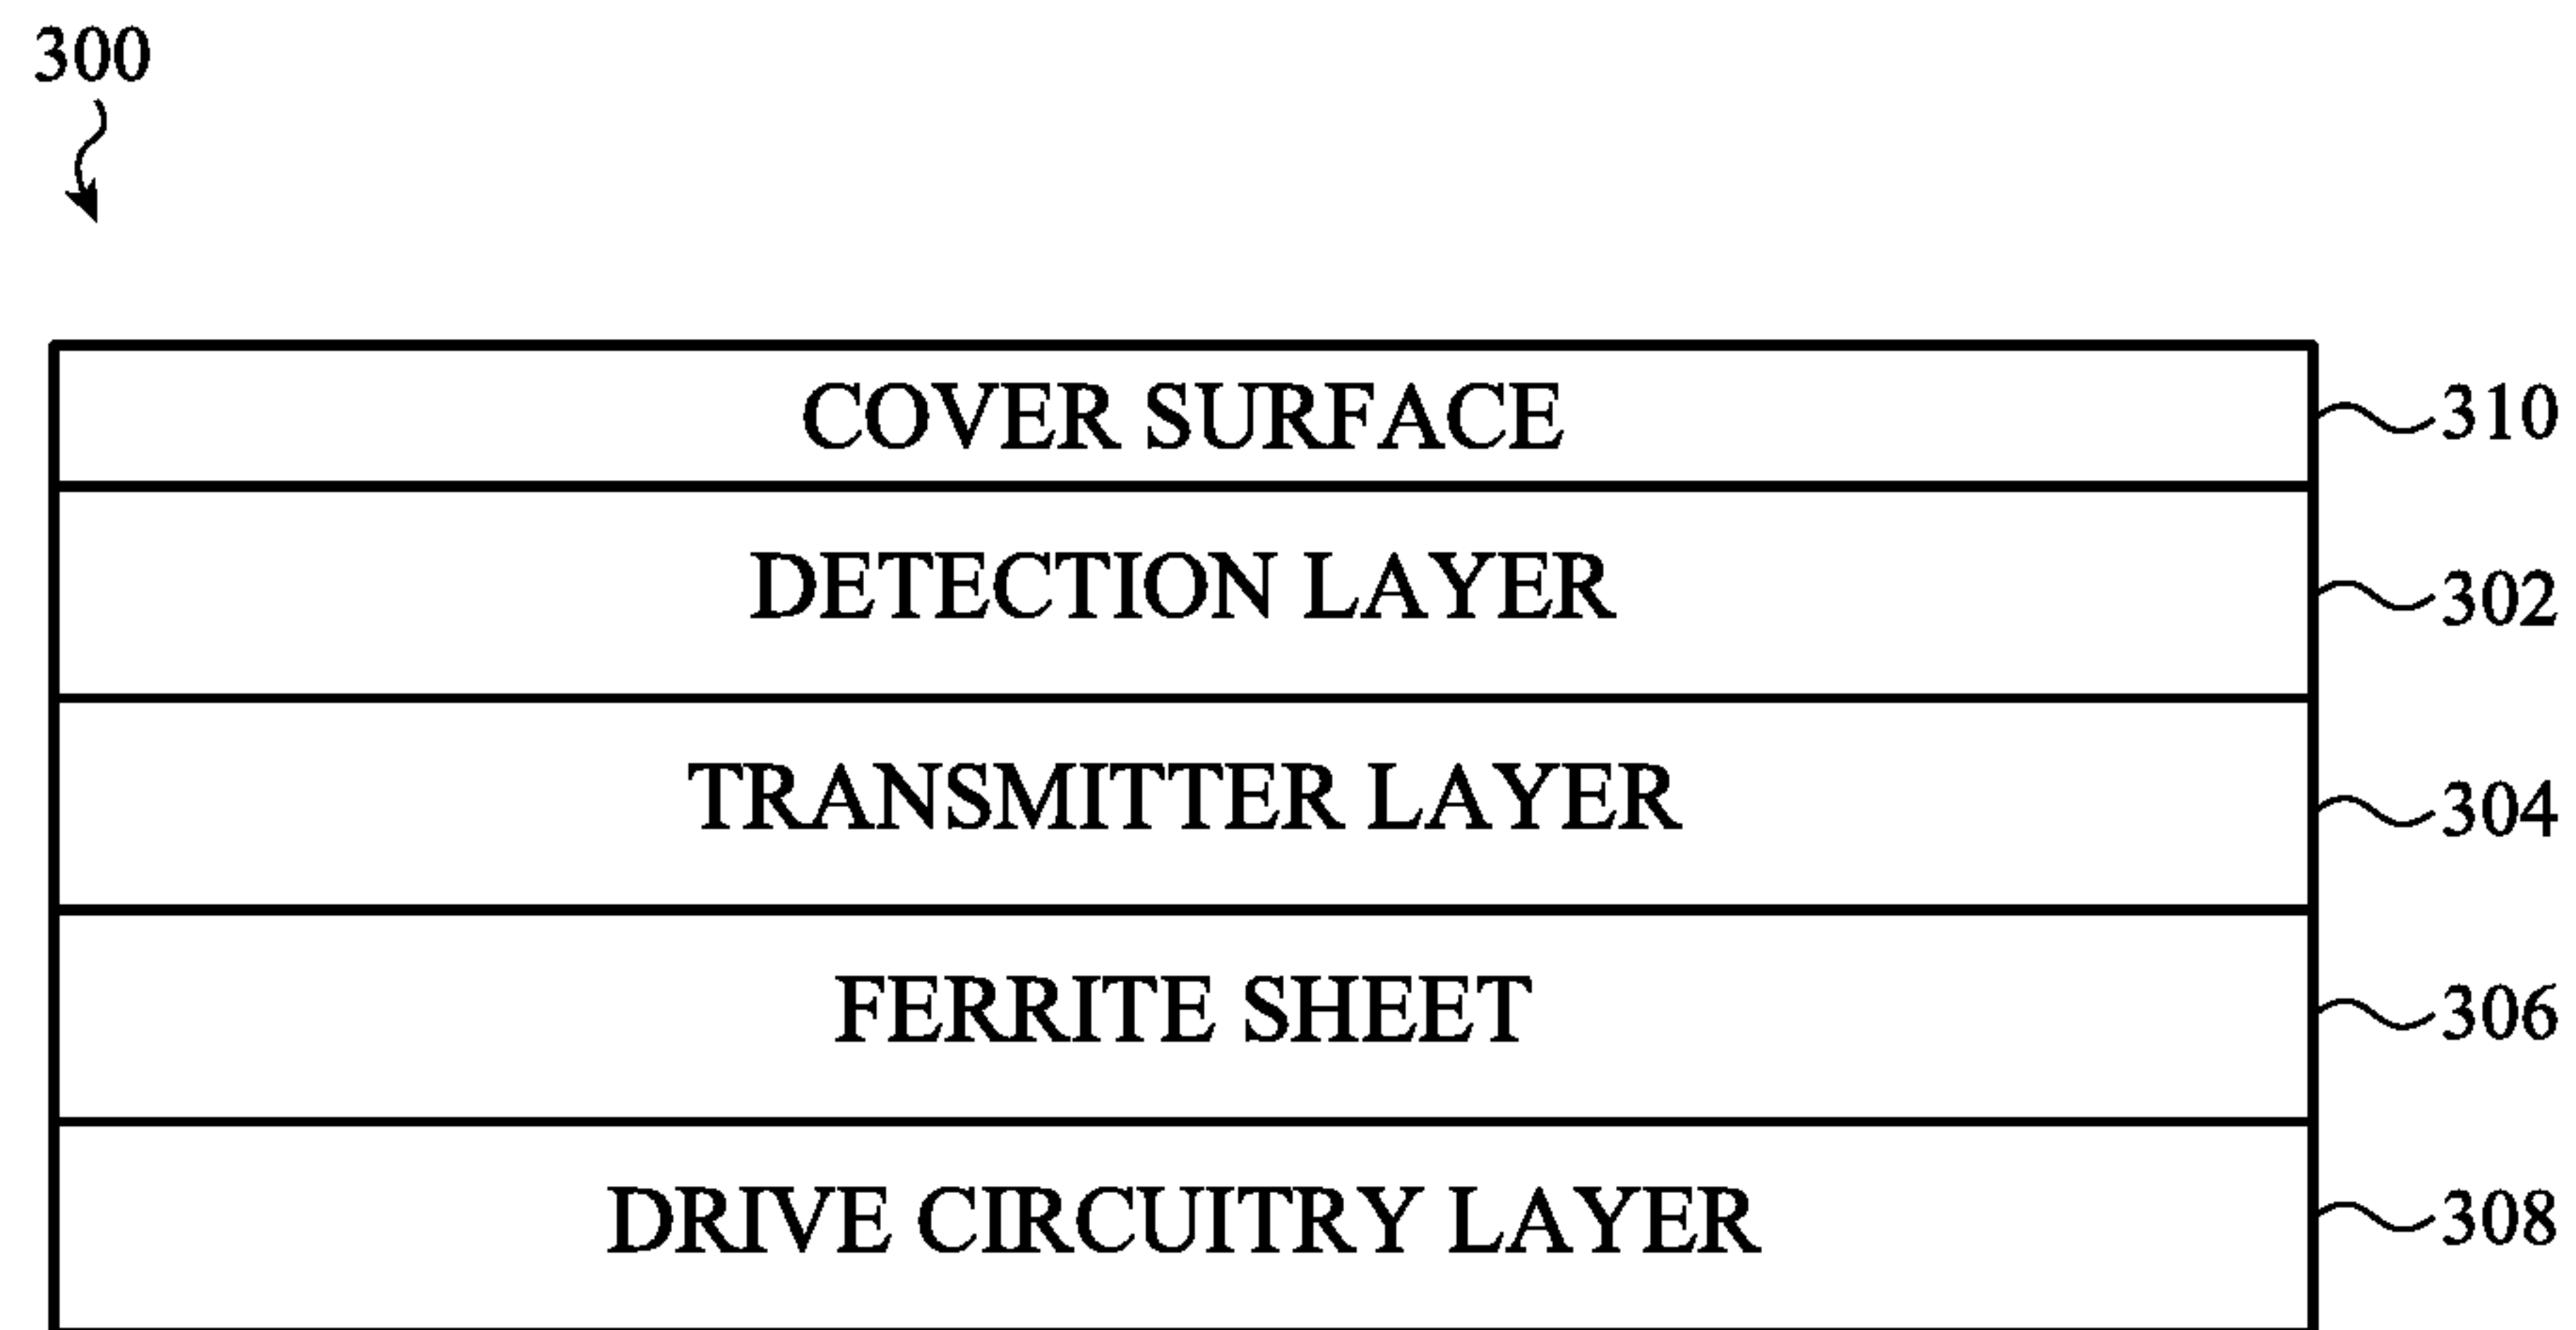 300
COVER SURFACE 310
DETECTION LAYER 302
TRANSMITTER LAYER 304
FERRITE SHEET 306
DRIVE CIRCUITRY LAYER 308